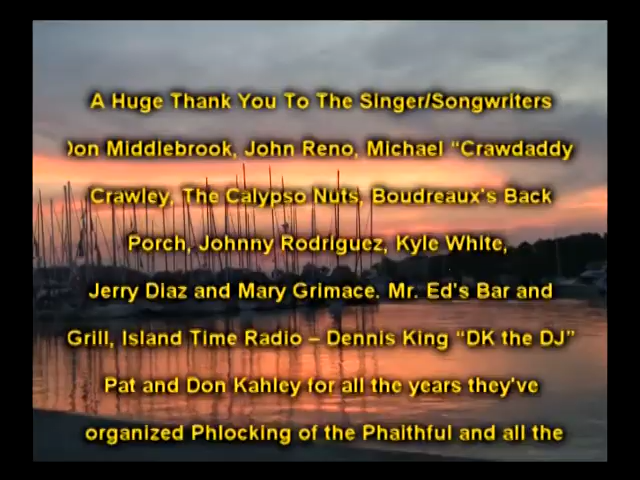 A Huge Thank You To The Singer/Songwriters
Don Middlebrook, John Reno, Michael “Crawdaddy
Crawley, The Calypso Nuts, Boudreaux's Back
Porch, Johnny Rodriguez, Kyle White,
Jerry Diaz and Mary Grimace. Mr. Ed's Bar and
Grill, Island Time Radio – Dennis King “DK the DJ”
Pat and Don Kahley for all the years they've
organized Phlocking of the Phaithful and all the